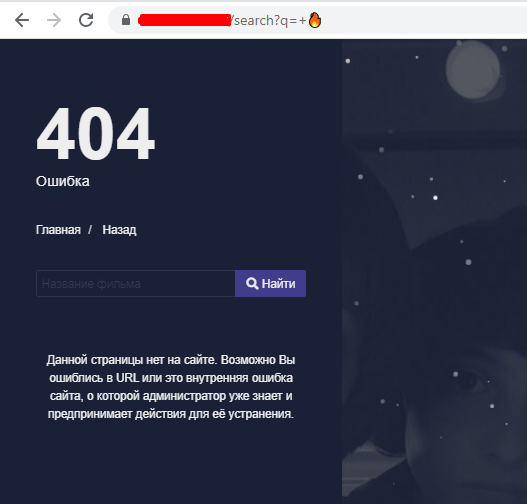 /search?q=+🔥
404
Ошибка
Главная / Назад
Название фильма
Найти
Данной страницы нет на сайте. Возможно Вы
ошиблись в URL или это внутренняя ошибка
сайта, о которой администратор уже знает и
предпринимает действия для её устранения.